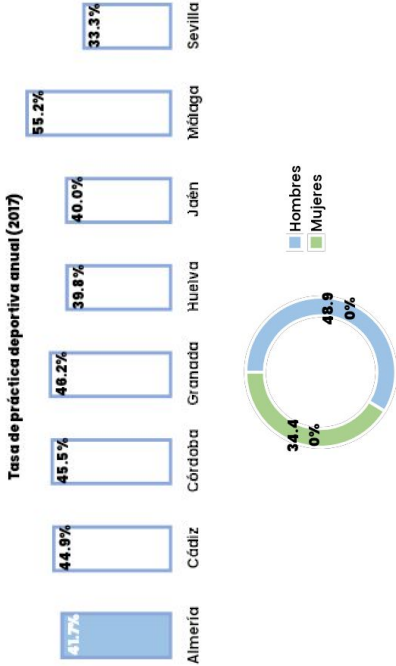 Tasa de práctica deportiva anual (2017)
41.7%
44.9%
45.5%
46.2%
39.8%
40.0%
55.2%
33.3%
Almería
Cádiz
Córdoba
Granada
Huelva
Jaén
Málaga
Sevilla
34.4
0%
48.9
0%
Hombres
Mujeres